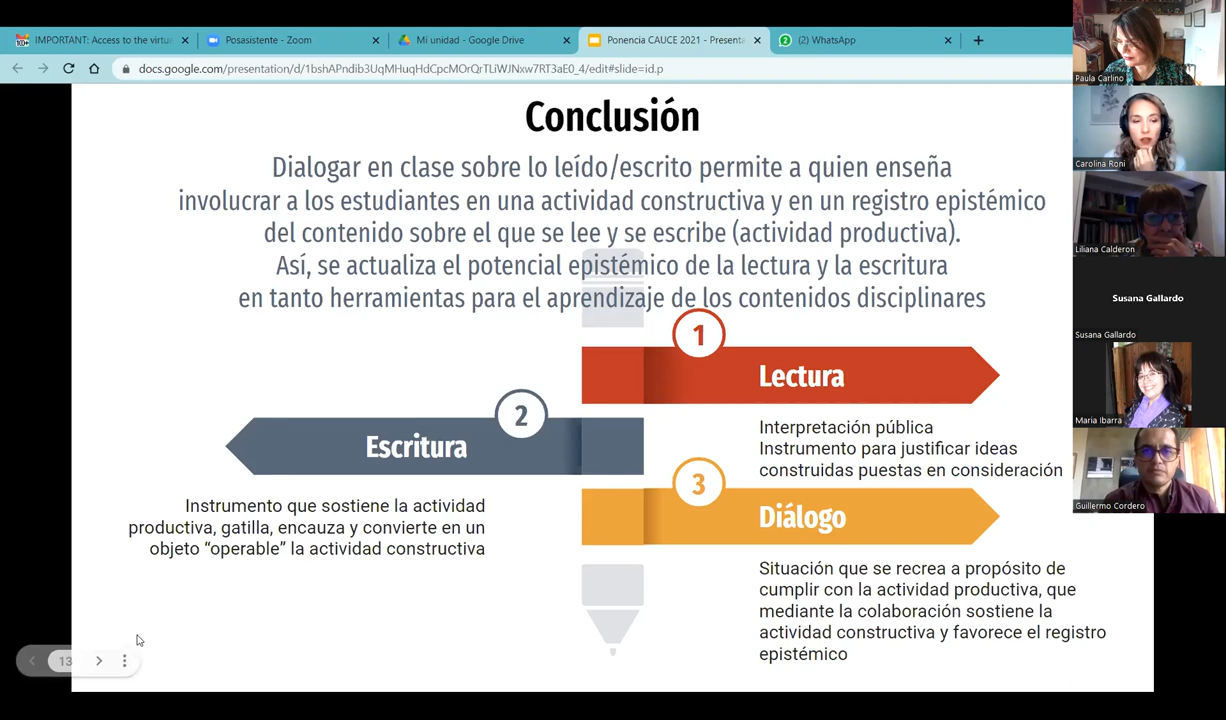 IMPORTANT: Access to the virtu
Posasistente - Zoom
Mi unidad - Google Drive
Ponencia CAUCE 2021 - Presenta
(2) WhatsApp
docs.google.com/presentation/d/1bshAPndib3UqMHuqHdCpcMOrQrTLiWJNxw7RT3aE0_4/edit#slide=id.p
Conclusión
Dialogar en clase sobre lo leído/escrito permite a quien enseña
involucrar a los estudiantes en una actividad constructiva y en un registro epistémico
del contenido sobre el que se lee y se escribe (actividad productiva).
Así, se actualiza el potencial epistémico de la lectura y la escritura
en tanto herramientas para el aprendizaje de los contenidos disciplinares
1
Lectura
Interpretación pública
Instrumento para justificar ideas
construidas puestas en consideración
2
Escritura
Instrumento que sostiene la actividad
productiva, gatilla, encauza y convierte en un
objeto “operable” la actividad constructiva
3
Diálogo
Situación que se recrea a propósito de
cumplir con la actividad productiva, que
mediante la colaboración sostiene la
actividad constructiva y favorece el registro
epistémico
13
Paula Carlino
Carolina Roni
Liliana Calderon
Susana Gallardo
Susana Gallardo
Maria Ibarra
Guillermo Cordero